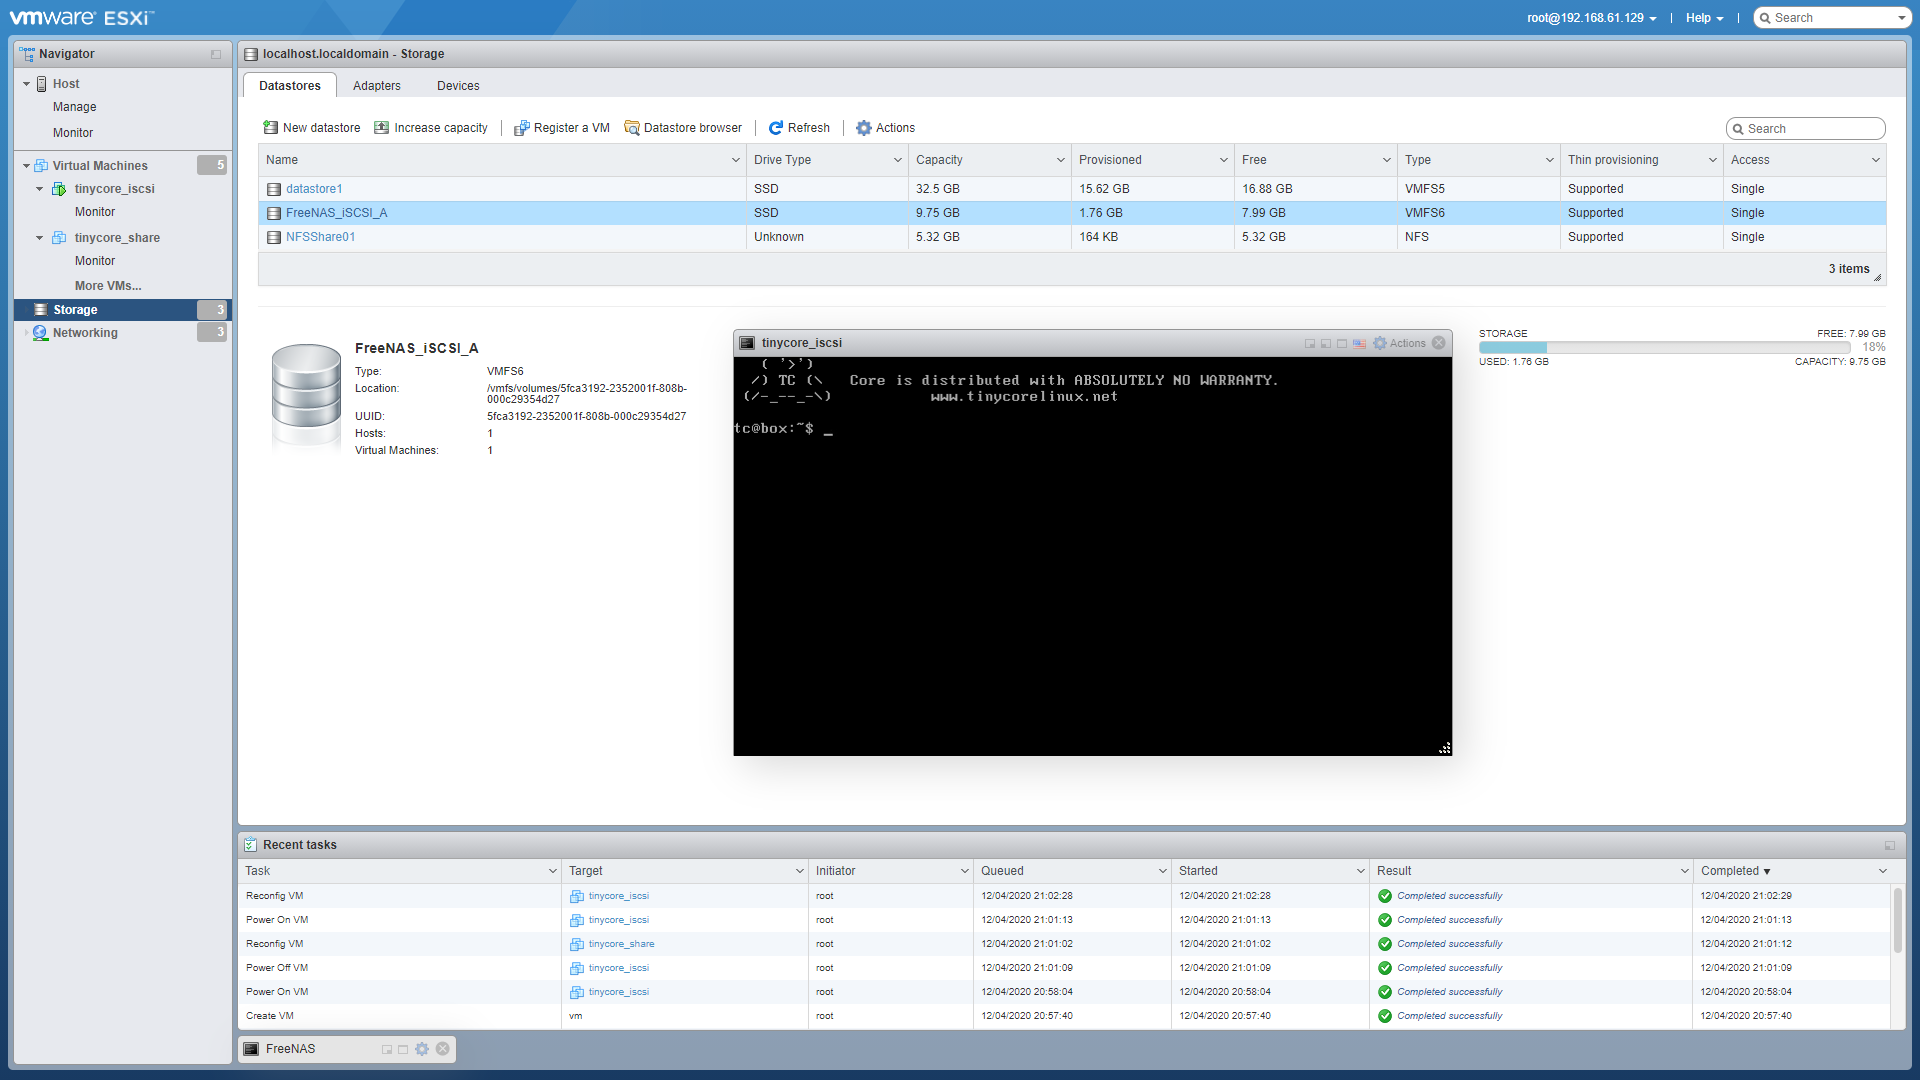 vmware ESXi™
root@192.168.61.129 | Help | Search
Navigator
Host
Manage
Monitor
Virtual Machines 5
tinycore_iscsi
Monitor
tinycore_share
Monitor
More VMs...
Storage 3
Networking 3
localhost.localdomain - Storage
Datastores Adapters Devices
New datastore Increase capacity | Register a VM Datastore browser | Refresh | Actions Search
Name Drive Type Capacity Provisioned Free Type Thin provisioning Access
datastore1 SSD 32.5 GB 15.62 GB 16.88 GB VMFS5 Supported Single
FreeNAS_iSCSI_A SSD 9.75 GB 1.76 GB 7.99 GB VMFS6 Supported Single
NFSShare01 Unknown 5.32 GB 164 KB 5.32 GB NFS Supported Single
3 items
FreeNAS_iSCSI_A
Type: VMFS6
Location: /vmfs/volumes/5fca3192-2352001f-808b-
000c29354d27
UUID: 5fca3192-2352001f-808b-000c29354d27
Hosts: 1
Virtual Machines: 1
tinycore_iscsi Actions
( '>')
/) TC (\ Core is distributed with ABSOLUTELY NO WARRANTY.
(/-_--_-\) www.tinycorelinux.net
tc@box:~$ _
STORAGE FREE: 7.99 GB
18%
USED: 1.76 GB CAPACITY: 9.75 GB
Recent tasks
Task Target Initiator Queued Started Result Completed ▼
Reconfig VM tinycore_iscsi root 12/04/2020 21:02:28 12/04/2020 21:02:28 Completed successfully 12/04/2020 21:02:29
Power On VM tinycore_iscsi root 12/04/2020 21:01:13 12/04/2020 21:01:13 Completed successfully 12/04/2020 21:01:13
Reconfig VM tinycore_share root 12/04/2020 21:01:02 12/04/2020 21:01:02 Completed successfully 12/04/2020 21:01:12
Power Off VM tinycore_iscsi root 12/04/2020 21:01:09 12/04/2020 21:01:09 Completed successfully 12/04/2020 21:01:09
Power On VM tinycore_iscsi root 12/04/2020 20:58:04 12/04/2020 20:58:04 Completed successfully 12/04/2020 20:58:04
Create VM vm root 12/04/2020 20:57:40 12/04/2020 20:57:40 Completed successfully 12/04/2020 20:57:40
FreeNAS